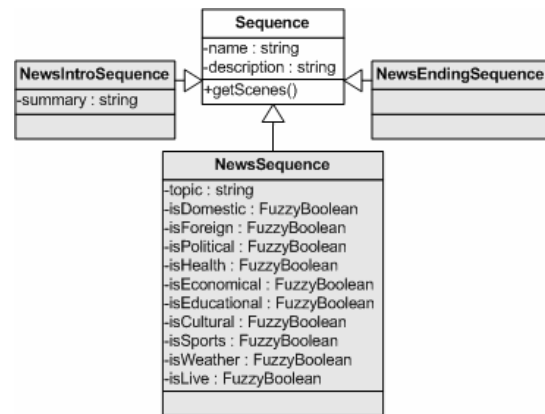 Sequence
-name : string
-description : string
+getScenes()
NewsIntroSequence
-summary : string
NewsEndingSequence
NewsSequence
-topic : string
-isDomestic : FuzzyBoolean
-isForeign : FuzzyBoolean
-isPolitical : FuzzyBoolean
-isHealth : FuzzyBoolean
-isEconomical : FuzzyBoolean
-isEducational : FuzzyBoolean
-isCultural : FuzzyBoolean
-isSports : FuzzyBoolean
-isWeather : FuzzyBoolean
-isLive : FuzzyBoolean